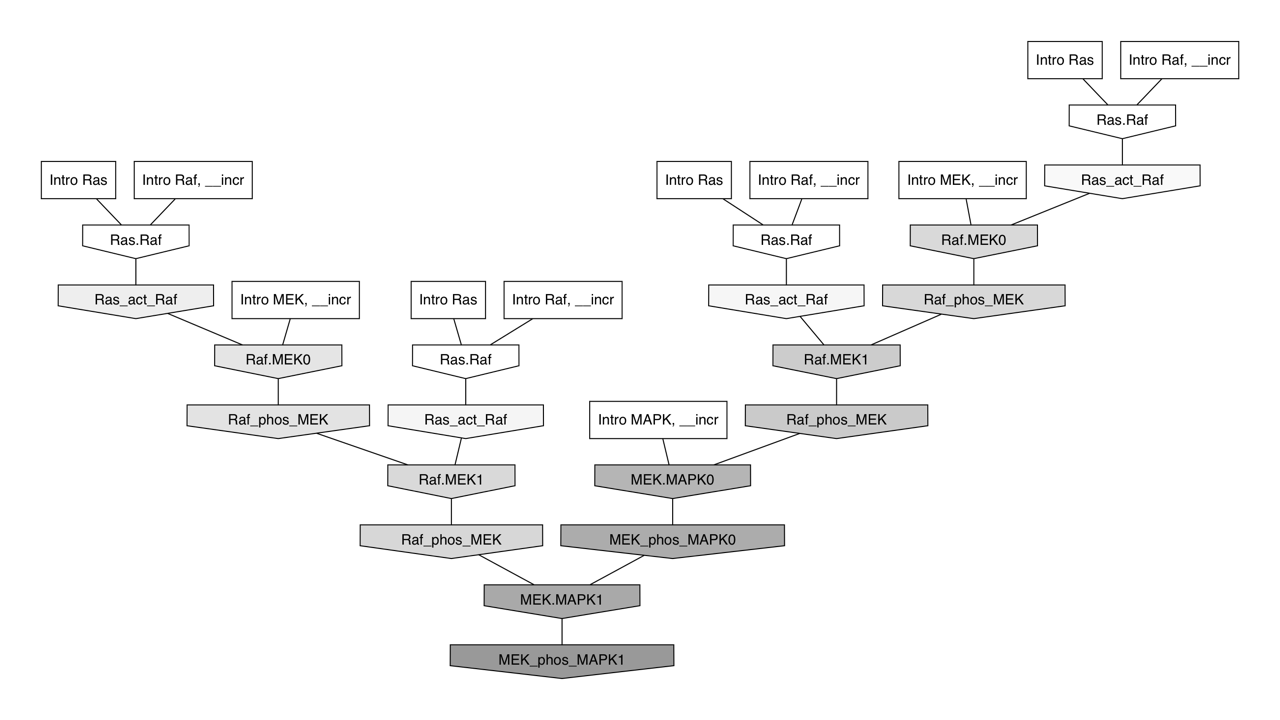 Intro Ras
Intro Raf, __incr
Ras.Raf
Intro Ras
Intro Raf, __incr
Intro Ras
Intro Raf, __incr
Intro MEK, __incr
Ras_act_Raf
Ras.Raf
Ras.Raf
Raf.MEK0
Ras_act_Raf
Intro MEK, __incr
Intro Ras
Intro Raf, __incr
Ras_act_Raf
Raf_phos_MEK
Raf.MEK0
Ras.Raf
Raf.MEK1
Raf_phos_MEK
Ras_act_Raf
Intro MAPK, __incr
Raf_phos_MEK
Raf.MEK1
MEK.MAPK0
Raf_phos_MEK
MEK_phos_MAPK0
MEK.MAPK1
MEK_phos_MAPK1